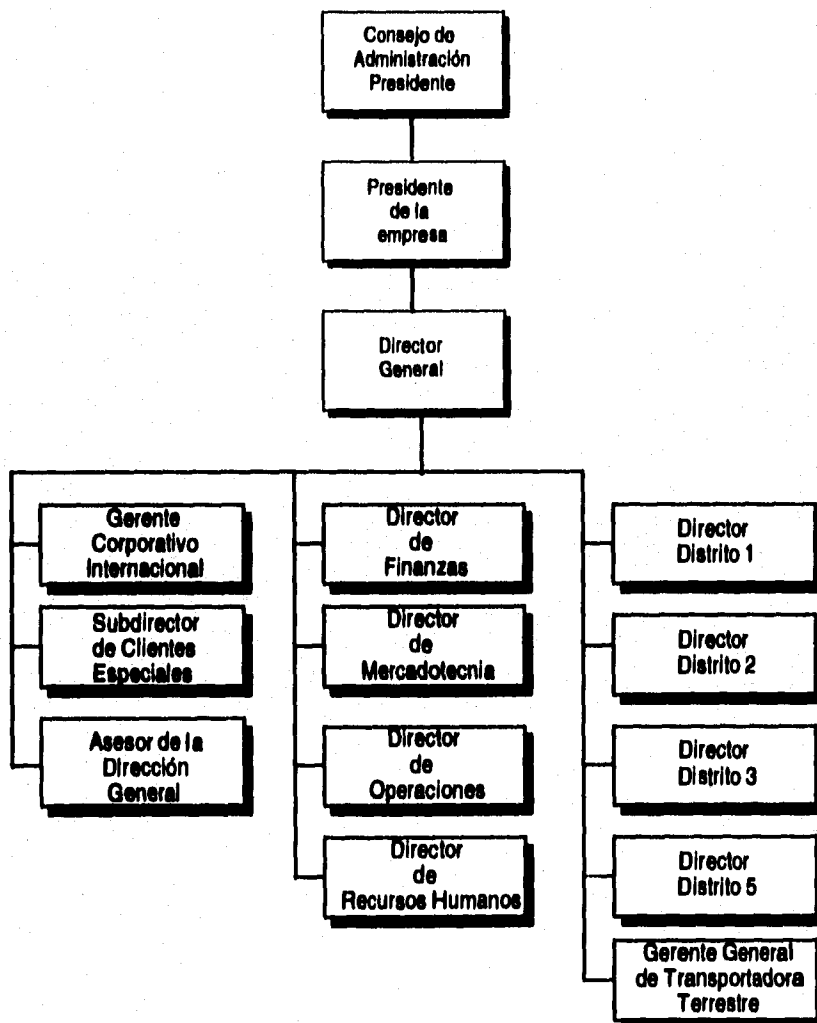 Consejo de
Administración
Presidente
Presidente
de la
empresa
Director
General
Gerente
Corporativo
Internacional
Subdirector
de Clientes
Especiales
Asesor de la
Dirección
General
Director
de
Finanzas
Director
de
Mercadotecnia
Director
de
Operaciones
Director
de
Recursos Humanos
Director
Distrito 1
Director
Distrito 2
Director
Distrito 3
Director
Distrito 5
Gerente General
de Transportadora
Terrestre